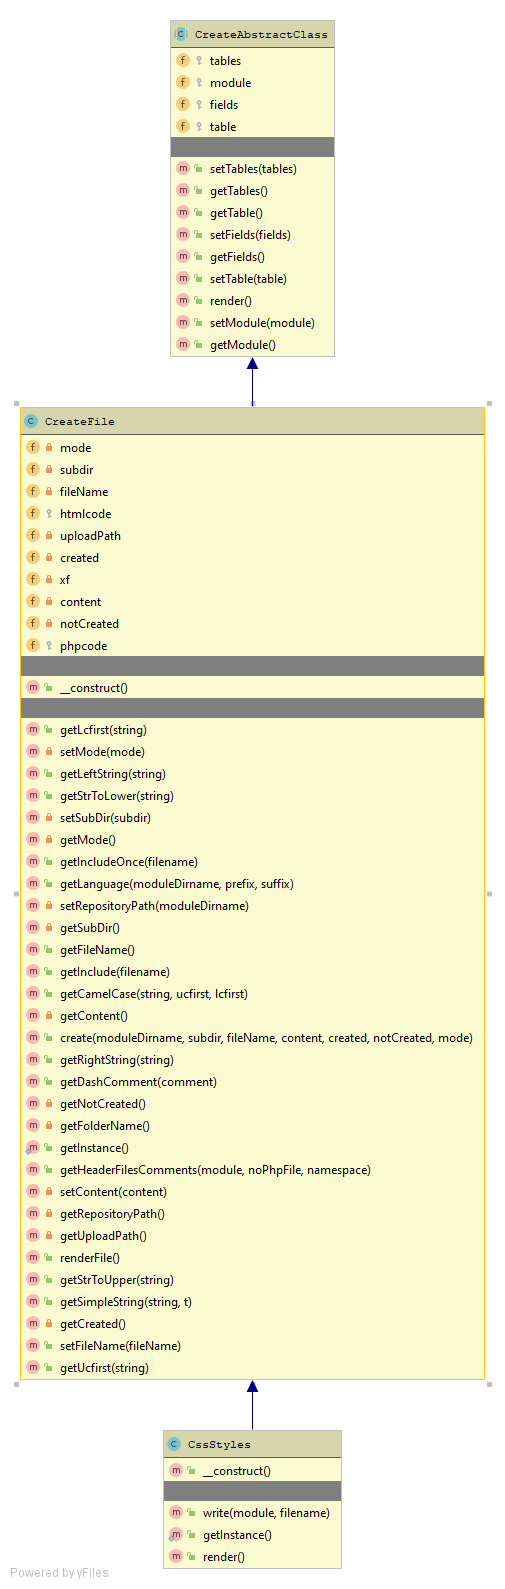 CreateAbstractClass
tables
module
fields
table
setTables(tables)
getTables()
getTable()
setFields(fields)
getFields()
setTable(table)
render()
setModule(module)
getModule()
CreateFile
mode
subdir
fileName
htmlcode
uploadPath
created
xf
content
notCreated
phpcode
__construct()
getLcfirst(string)
setMode(mode)
getLeftString(string)
getStrToLower(string)
setSubDir(subdir)
getMode()
getIncludeOnce(filename)
getLanguage(moduleDirname, prefix, suffix)
setRepositoryPath(moduleDirname)
getSubDir()
getFileName()
getInclude(filename)
getCamelCase(string, ucfirst, lcfirst)
getContent()
create(moduleDirname, subdir, fileName, content, created, notCreated, mode)
getRightString(string)
getDashComment(comment)
getNotCreated()
getFolderName()
getInstance()
getHeaderFilesComments(module, noPhpFile, namespace)
setContent(content)
getRepositoryPath()
getUploadPath()
renderFile()
getStrToUpper(string)
getSimpleString(string, t)
getCreated()
setFileName(fileName)
getUcfirst(string)
CssStyles
__construct()
write(module, filename)
getInstance()
render()
Powered by yFiles